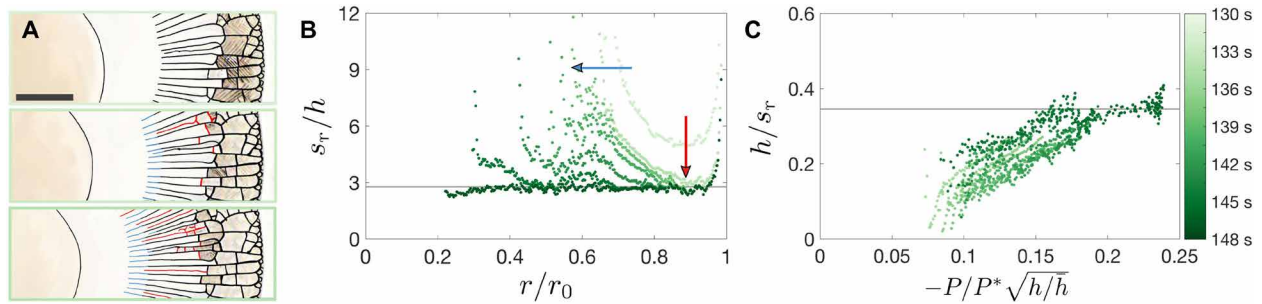 A
B
s_r/h
12
9
6
3
0
0
0.2
0.4
0.6
0.8
1
r/r_0
C
h/s_r
0.6
0.4
0.2
0
0
0.05
0.10
0.15
0.20
0.25
−P/P* √(h/h̄)
130 s
133 s
136 s
139 s
142 s
145 s
148 s